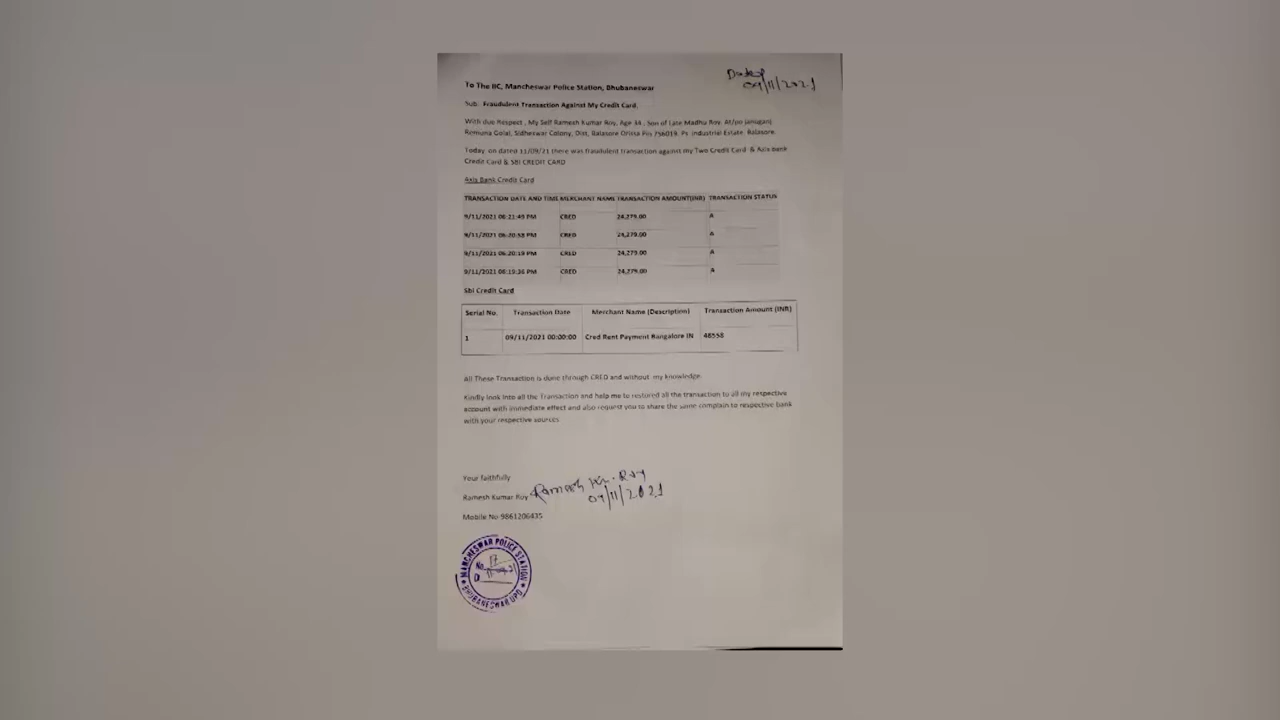 Dated
09/11/2021
To The IIC, Mancheswar Police Station, Bhubaneswar
Sub: Fraudulent Transaction Against My Credit Card.
With due Respect , My Self Ramesh Kumar Roy, Age 34 , Son of Late Madhu Roy, At/po Januganj
Remuna Golai, Sidheswar Colony, Dist, Balasore Orissa Pin 756019. Ps Industrial Estate, Balasore.
Today on dated 11/09/21 there was fraudulent transaction against my Two Credit Card & Axis bank
Credit Card & SBI CREDIT CARD
Axis Bank Credit Card
TRANSACTION DATE AND TIME MERCHANT NAME TRANSACTION AMOUNT(INR) TRANSACTION STATUS
9/11/2021 06:21:49 PM CRED 24,279.00 A
9/11/2021 06:20:58 PM CRED 24,279.00 A
9/11/2021 06:20:19 PM CRED 24,279.00 A
9/11/2021 06:19:36 PM CRED 24,279.00 A
Sbi Credit Card
Serial No. Transaction Date Merchant Name (Description) Transaction Amount (INR)
1 09/11/2021 00:00:00 Cred Rent Payment Bangalore IN 48558
All These Transaction is done through CRED and without my knowledge.
Kindly look into all the Transaction and help me to restored all the transaction to all my respective
account with immediate effect and also request you to share the same complain to respective bank
with your respective sources
Your faithfully
Ramesh Kumar Roy Ramesh Kr. Roy
09/11/2021
Mobile No-9861206435
MANCHESWAR POLICE STATION
No. 17
D
BHUBANESWAR UPD